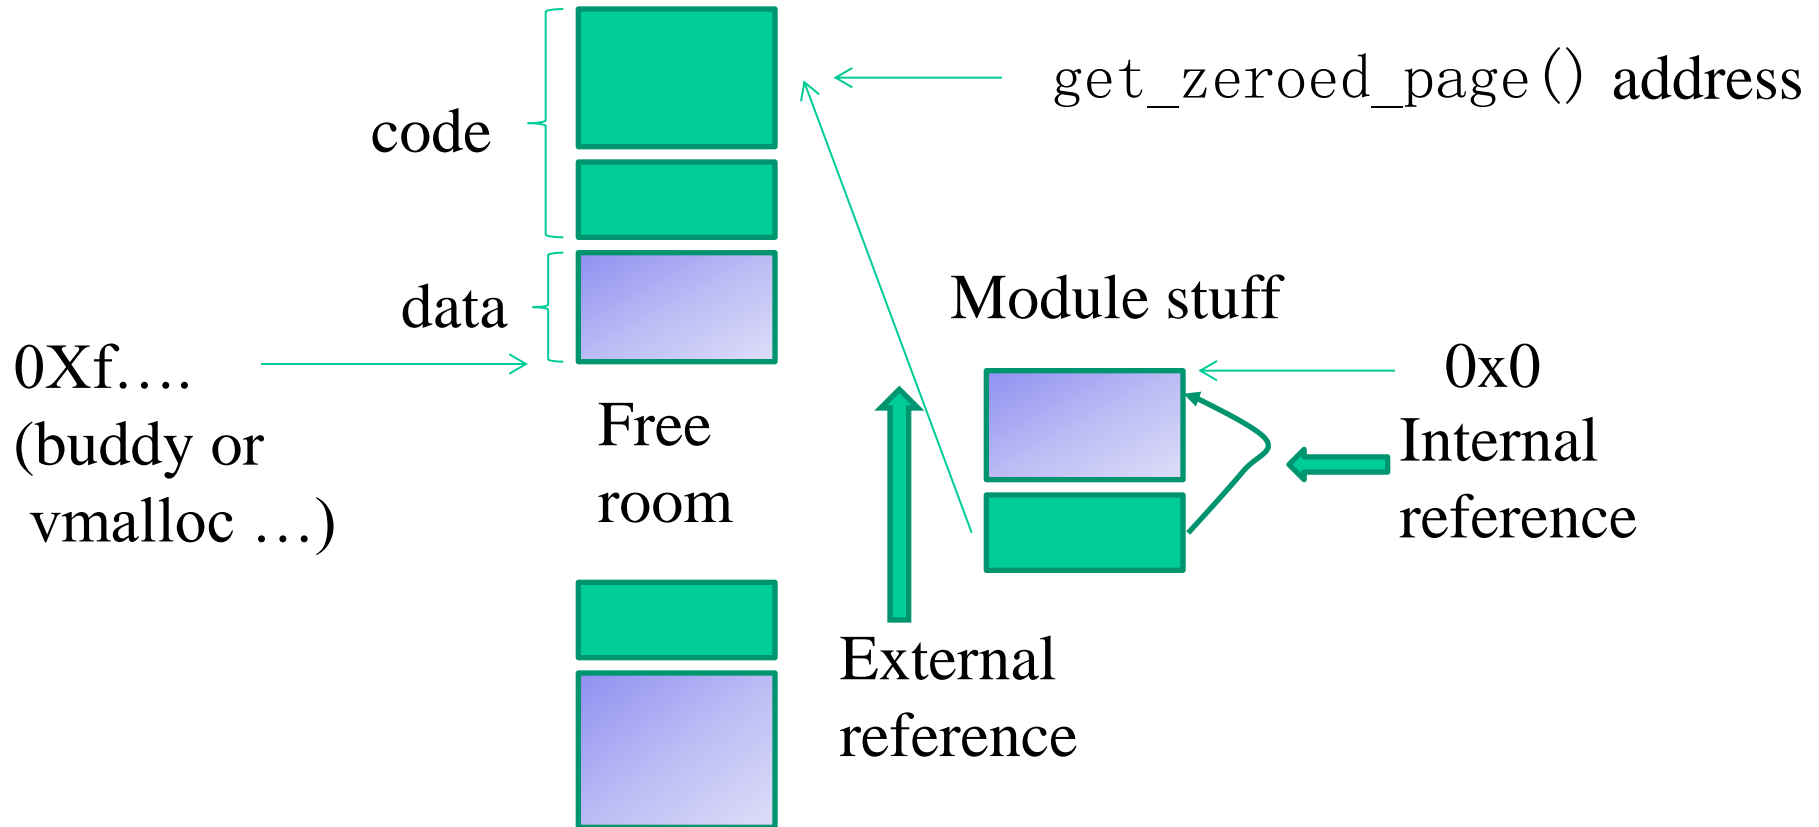 get_zeroed_page() address
code
Module stuff
data
0Xf….
(buddy or
vmalloc …)
0x0
Free
room
Internal
reference
External
reference